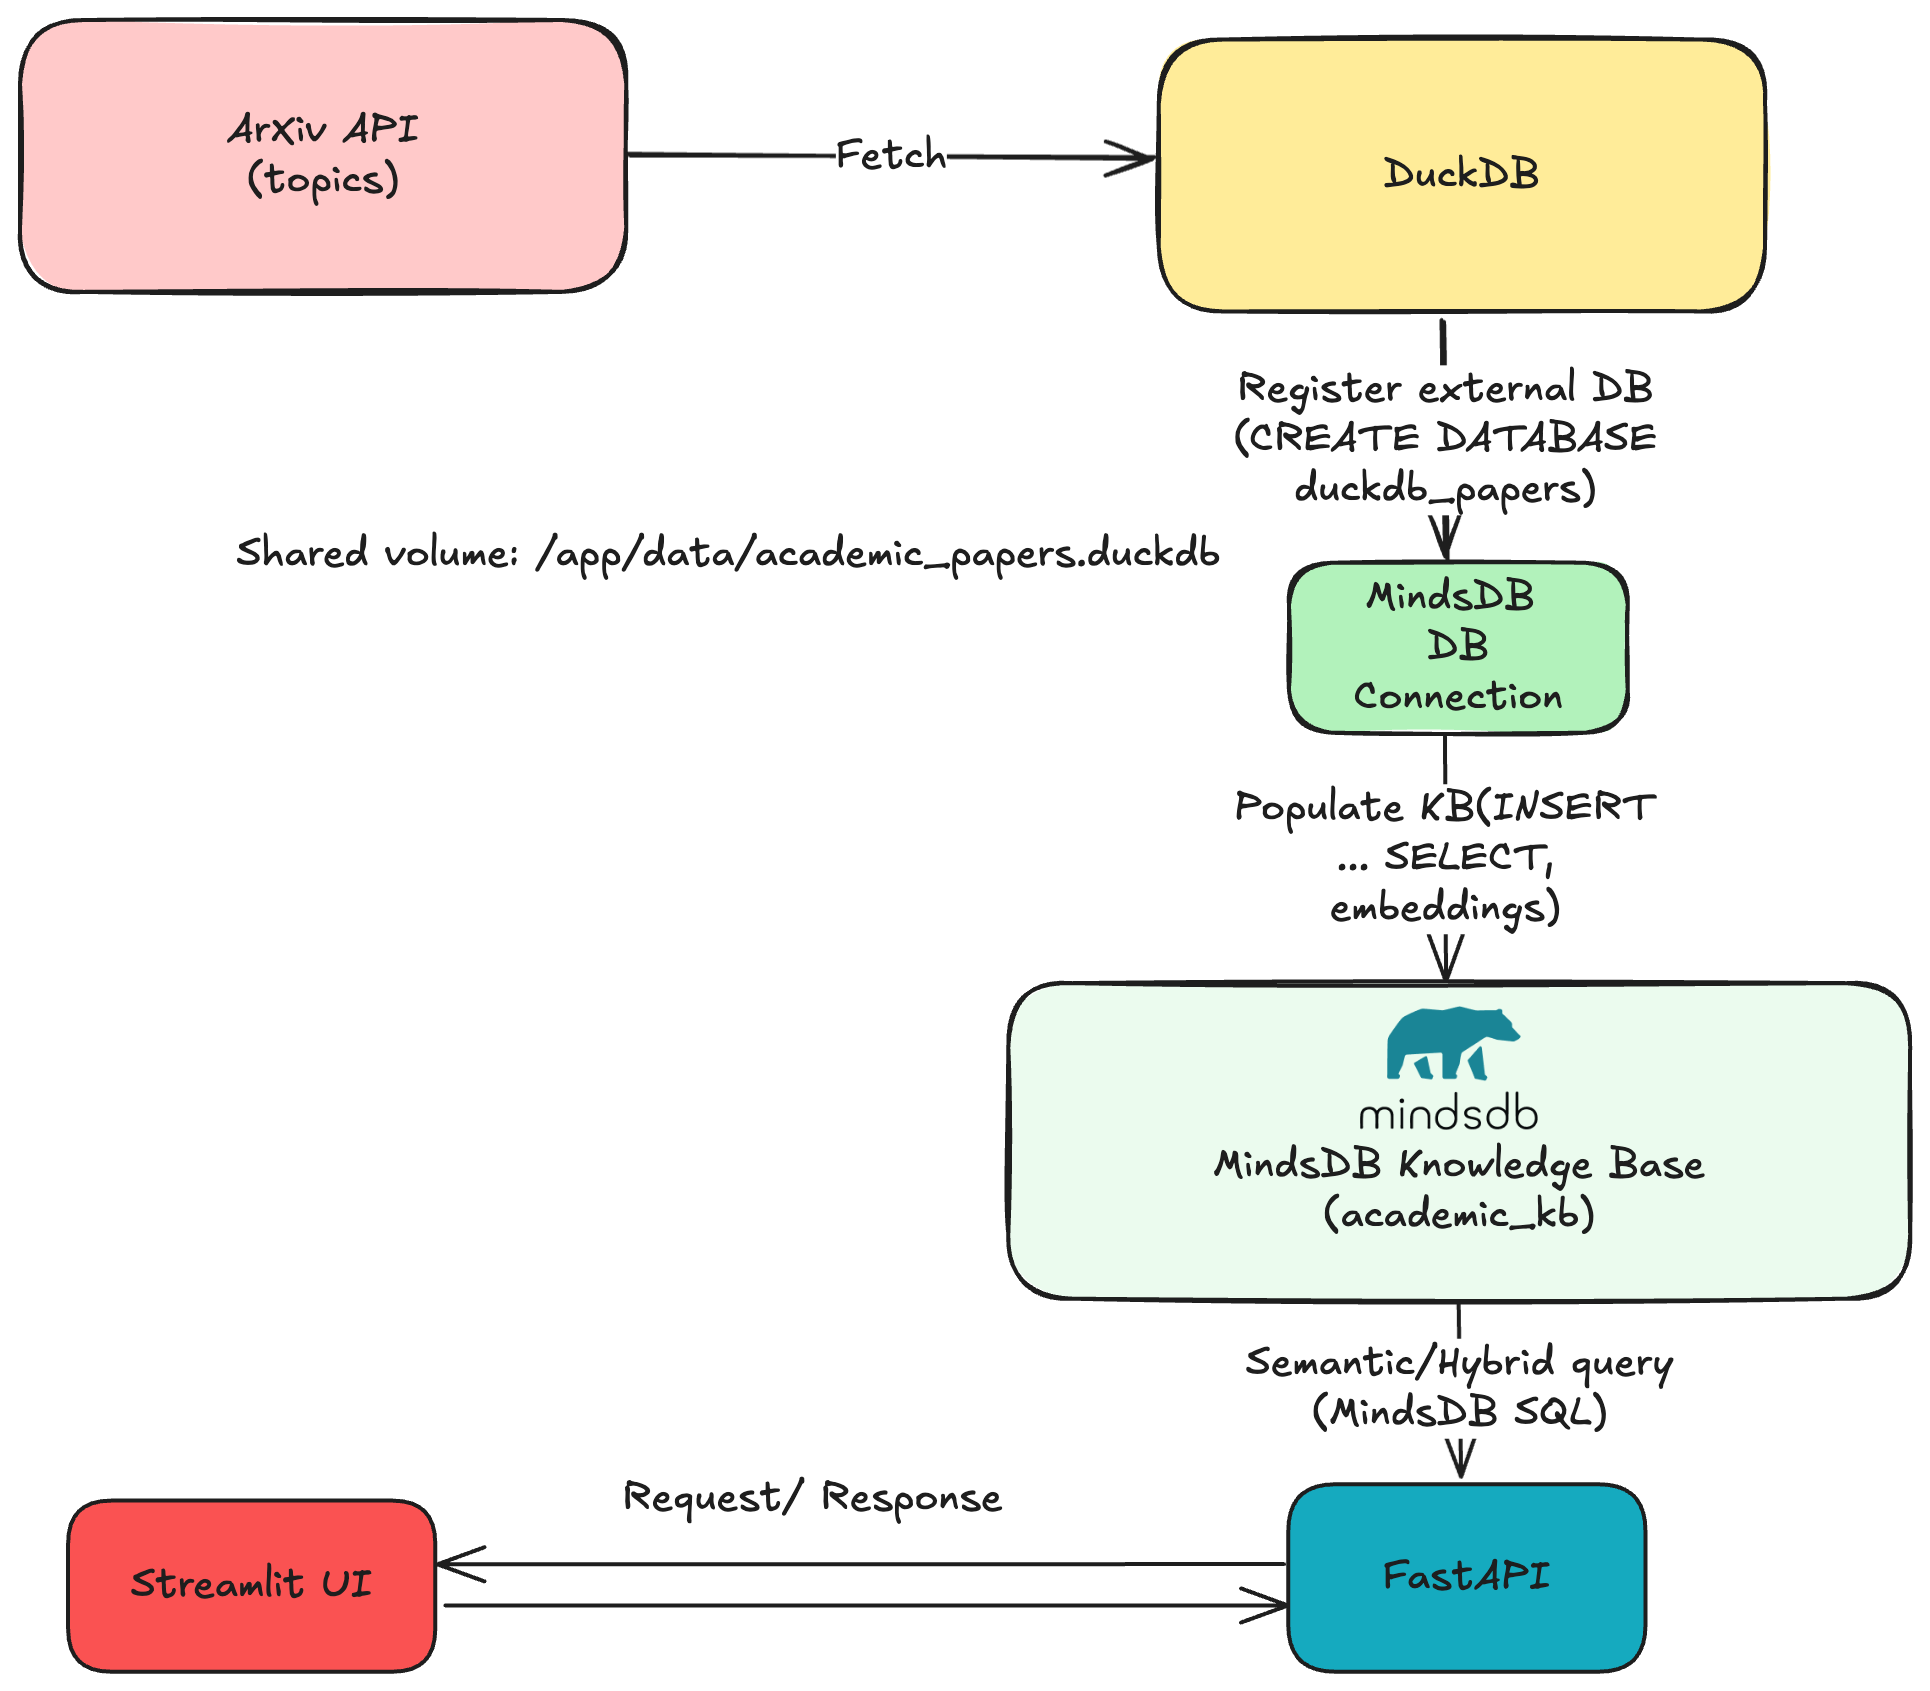 ArXiv API
(topics)
Fetch
DuckDB
Register external DB
(CREATE DATABASE
duckdb_papers)
Shared volume: /app/data/academic_papers.duckdb
MindsDB
DB
Connection
Populate KB(INSERT
... SELECT,
embeddings)
mindsdb
MindsDB Knowledge Base
(academic_kb)
Semantic/Hybrid query
(MindsDB SQL)
Request/ Response
Streamlit UI
FastAPI